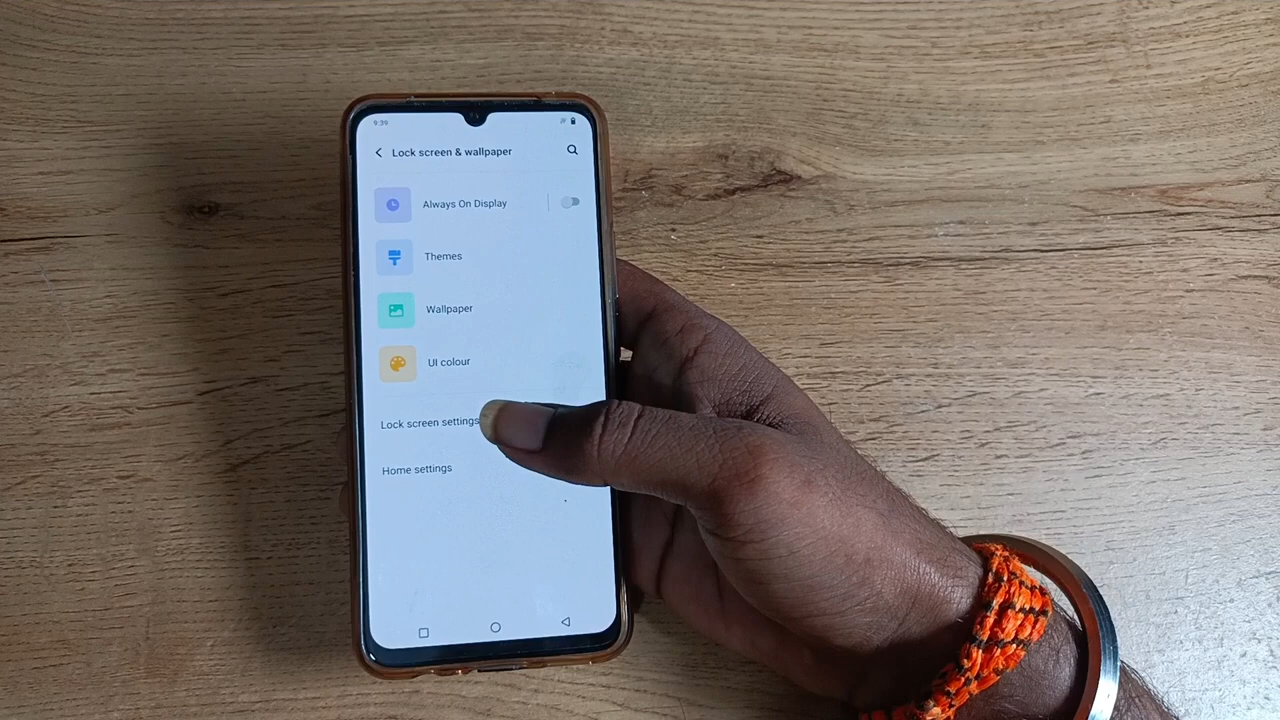 9:39
Lock screen & wallpaper
Always On Display
Themes
Wallpaper
UI colour
Lock screen settings
Home settings